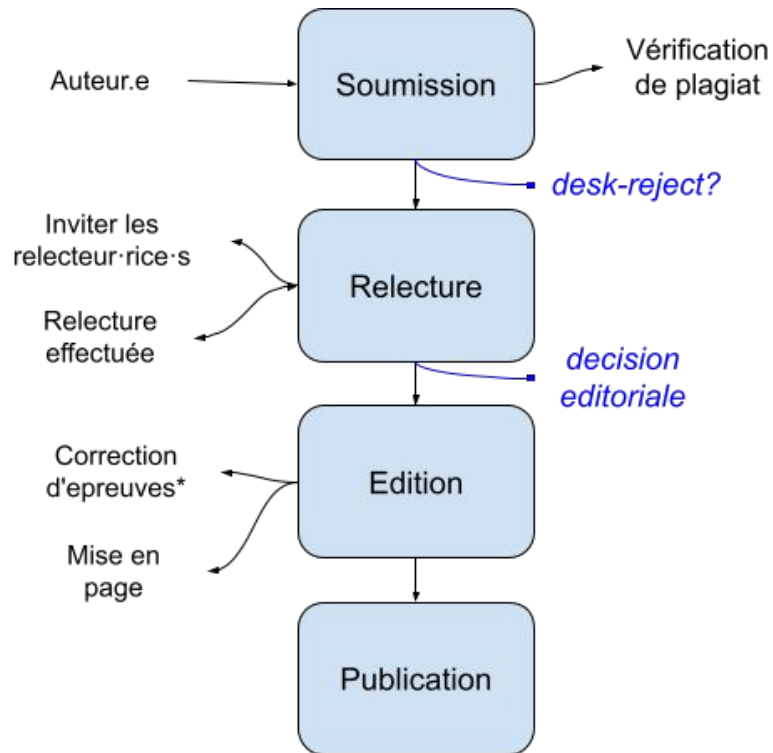 Auteur.e
Soumission
Vérification
de plagiat
desk-reject?
Inviter les
relecteur·rice·s
Relecture
Relecture
effectuée
decision
editoriale
Correction
d'epreuves*
Edition
Mise en
page
Publication